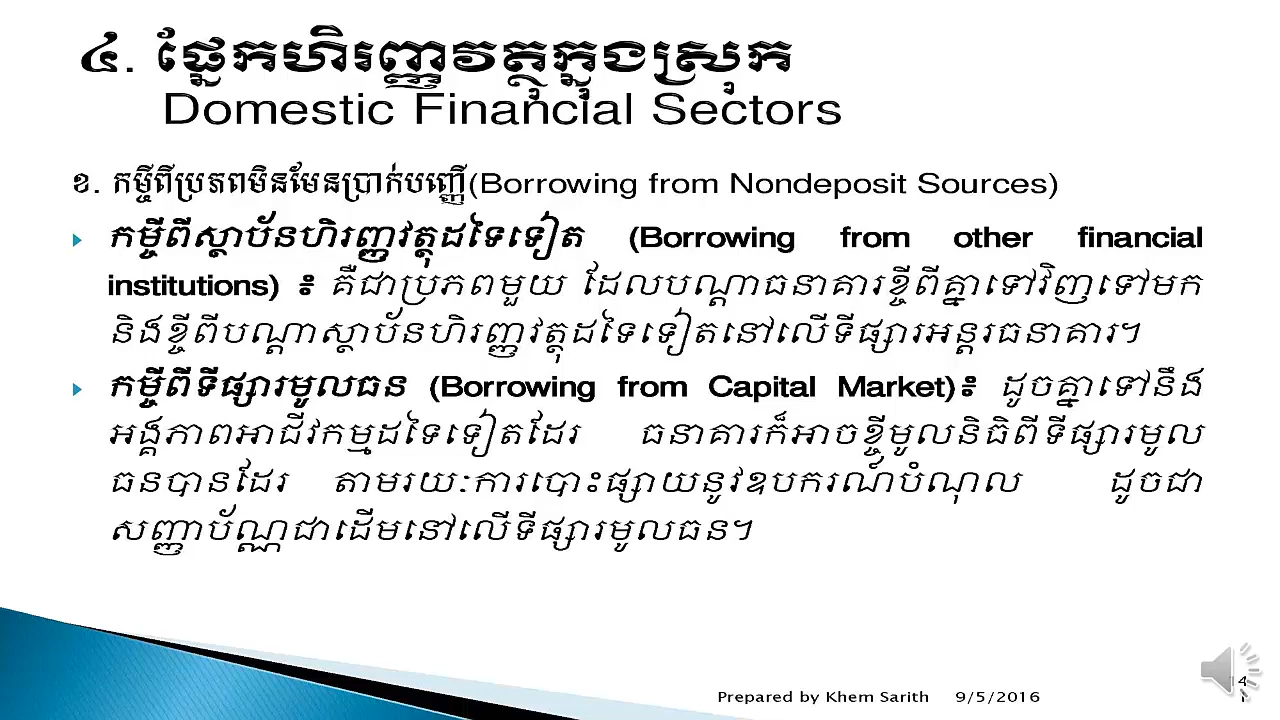 ៤. ផ្នែកហិរញ្ញវត្ថុក្នុងស្រុក
Domestic Financial Sectors
ខ. កម្ចីពីប្រភពមិនមែនប្រាក់បញ្ញើ(Borrowing from Nondeposit Sources)
កម្ចីពីស្ថាប័នហិរញ្ញវត្ថុដទៃទៀត (Borrowing from other financial
institutions) ៖ គឺជាប្រភពមួយ ដែលបណ្តាធនាគារខ្ចីពីគ្នាទៅវិញទៅមក
និងខ្ចីពីបណ្តាស្ថាប័នហិរញ្ញវត្ថុដទៃទៀតនៅលើទីផ្សារអន្តរធនាគារ។
កម្ចីពីទីផ្សារមូលធន (Borrowing from Capital Market)៖ ដូចគ្នាទៅនឹង
អង្គភាពអាជីវកម្មដទៃទៀតដែរ ធនាគារក៏អាចខ្ចីមូលនិធិពីទីផ្សារមូល
ធនបានដែរ តាមរយៈការបោះផ្សាយនូវឧបករណ៍បំណុល ដូចជា
សញ្ញាប័ណ្ណជាដើមនៅលើទីផ្សារមូលធន។
Prepared by Khem Sarith 9/5/2016
14